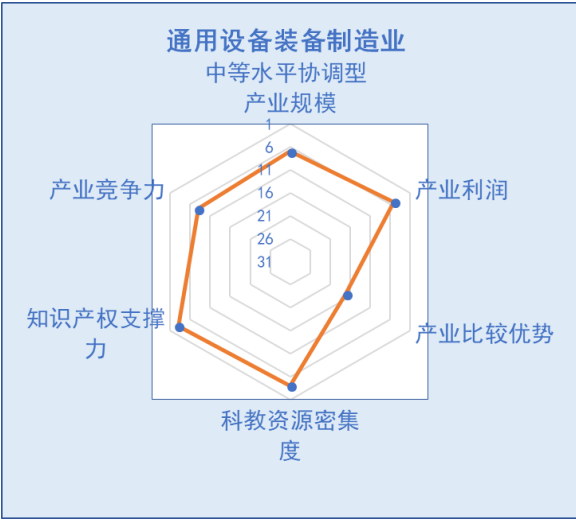 通用设备装备制造业
中等水平协调型
产业规模
1
6
11
16
21
26
31
产业竞争力
产业利润
知识产权支撑
力
产业比较优势
科教资源密集
度